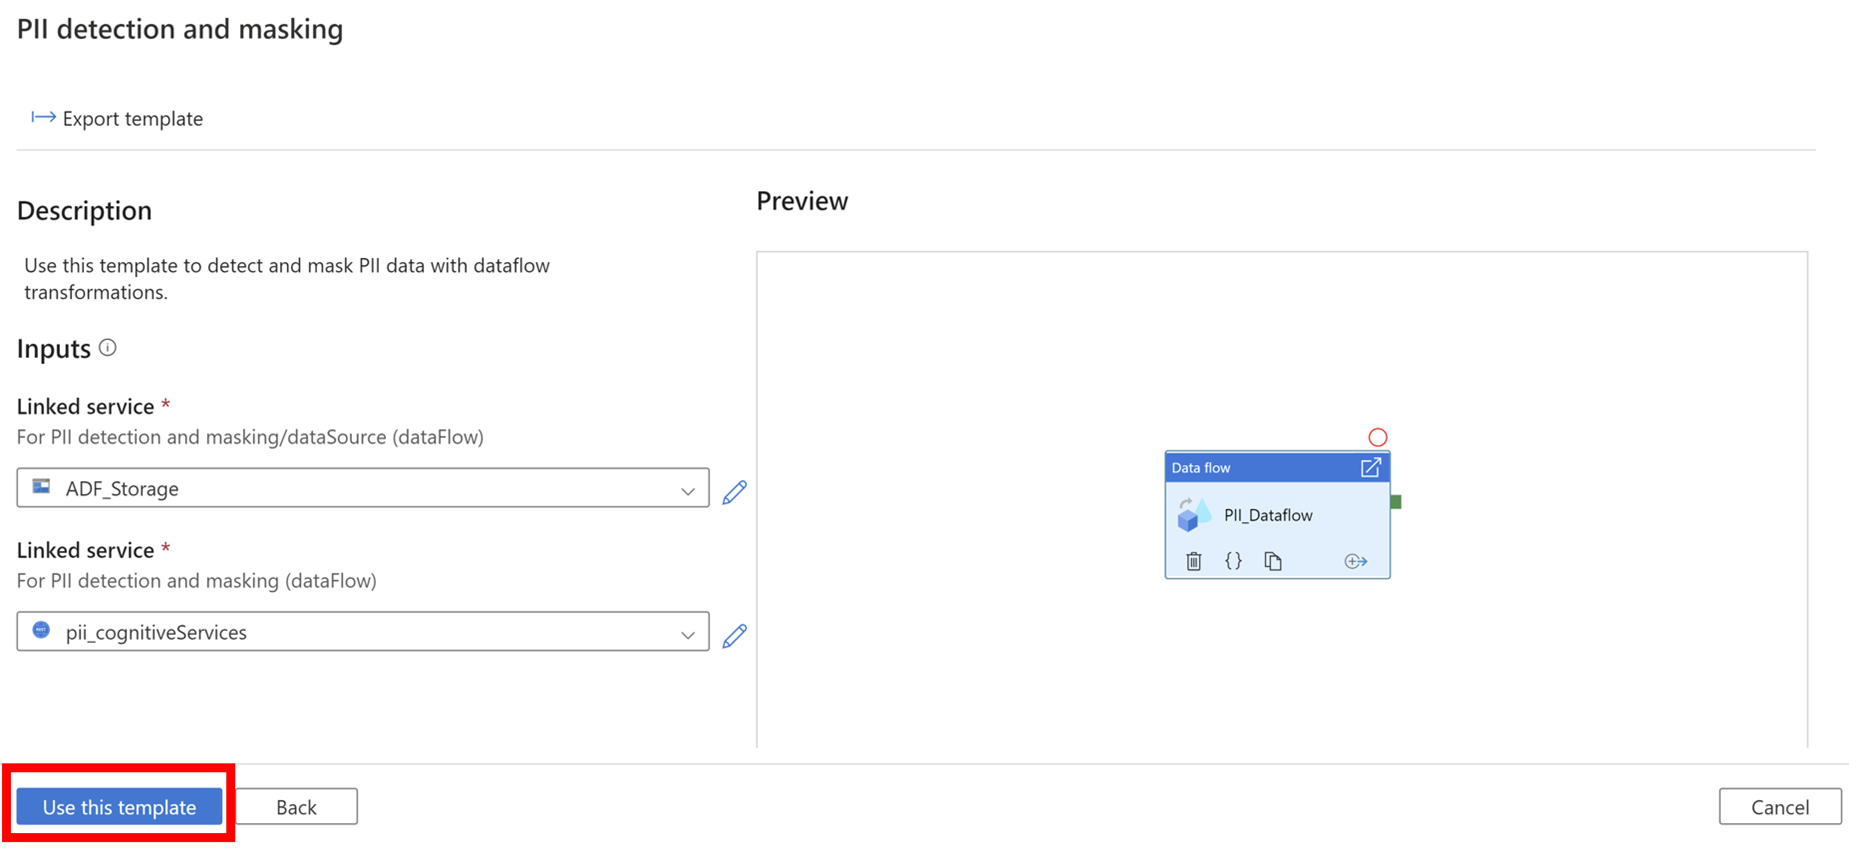 PII detection and masking
Export template
Description
Use this template to detect and mask PII data with dataflow
transformations.
Inputs
Linked service *
For PII detection and masking/dataSource (dataFlow)
ADF_Storage
Linked service *
For PII detection and masking (dataFlow)
pii_cognitiveServices
Preview
Data flow
PII_Dataflow
{}
Use this template
Back
Cancel